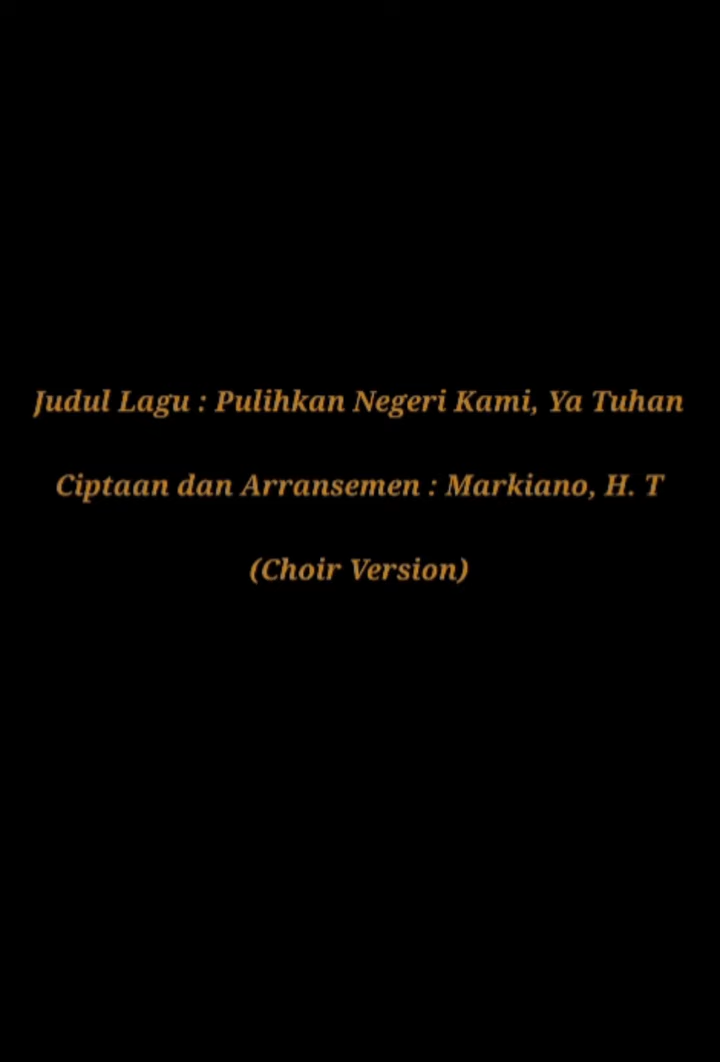 Judul Lagu : Pulihkan Negeri Kami, Ya Tuhan
Ciptaan dan Arransemen : Markiano, H. T
(Choir Version)